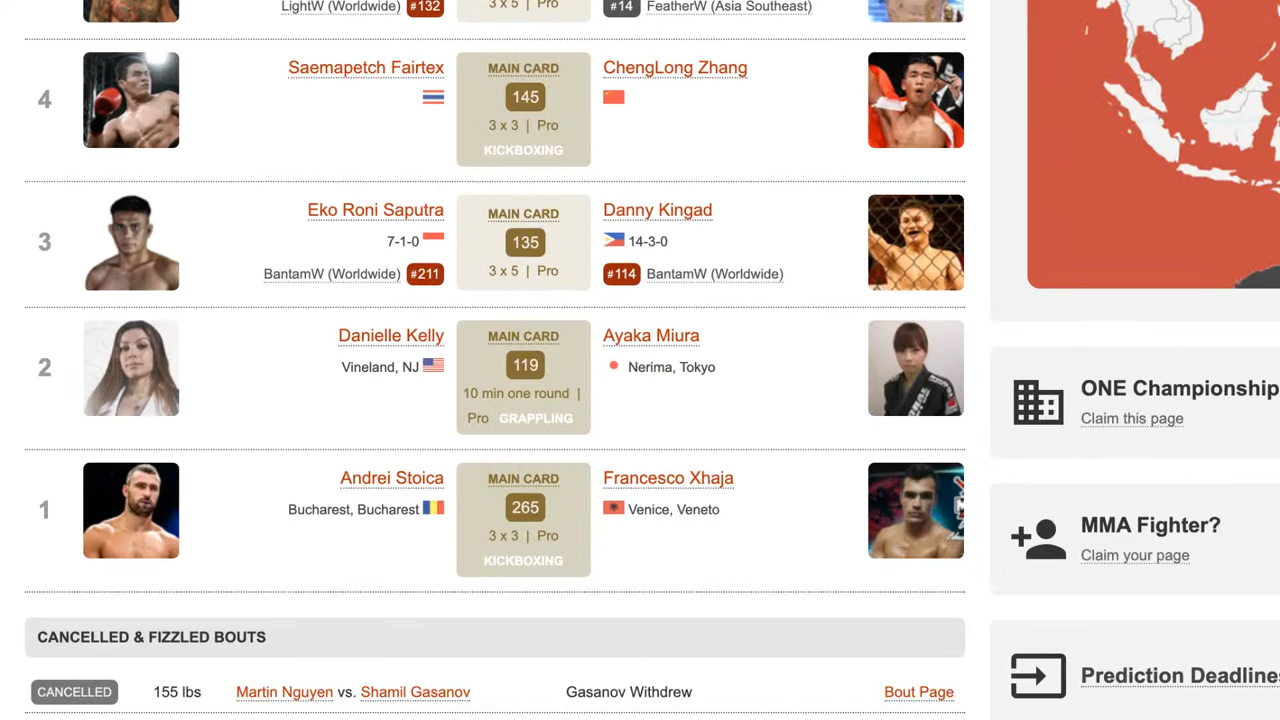 LightW (Worldwide) #132
3 x 5 | Pro
#14 FeatherW (Asia Southeast)
4
Saemapetch Fairtex
MAIN CARD
145
3 x 3 | Pro
KICKBOXING
ChengLong Zhang
3
Eko Roni Saputra
7-1-0
BantamW (Worldwide) #211
MAIN CARD
135
3 x 5 | Pro
Danny Kingad
14-3-0
#114 BantamW (Worldwide)
2
Danielle Kelly
Vineland, NJ
MAIN CARD
119
10 min one round |
Pro GRAPPLING
Ayaka Miura
Nerima, Tokyo
1
Andrei Stoica
Bucharest, Bucharest
MAIN CARD
265
3 x 3 | Pro
KICKBOXING
Francesco Xhaja
Venice, Veneto
CANCELLED & FIZZLED BOUTS
CANCELLED 155 lbs Martin Nguyen vs. Shamil Gasanov Gasanov Withdrew Bout Page
ONE Championship
Claim this page
MMA Fighter?
Claim your page
Prediction Deadlines